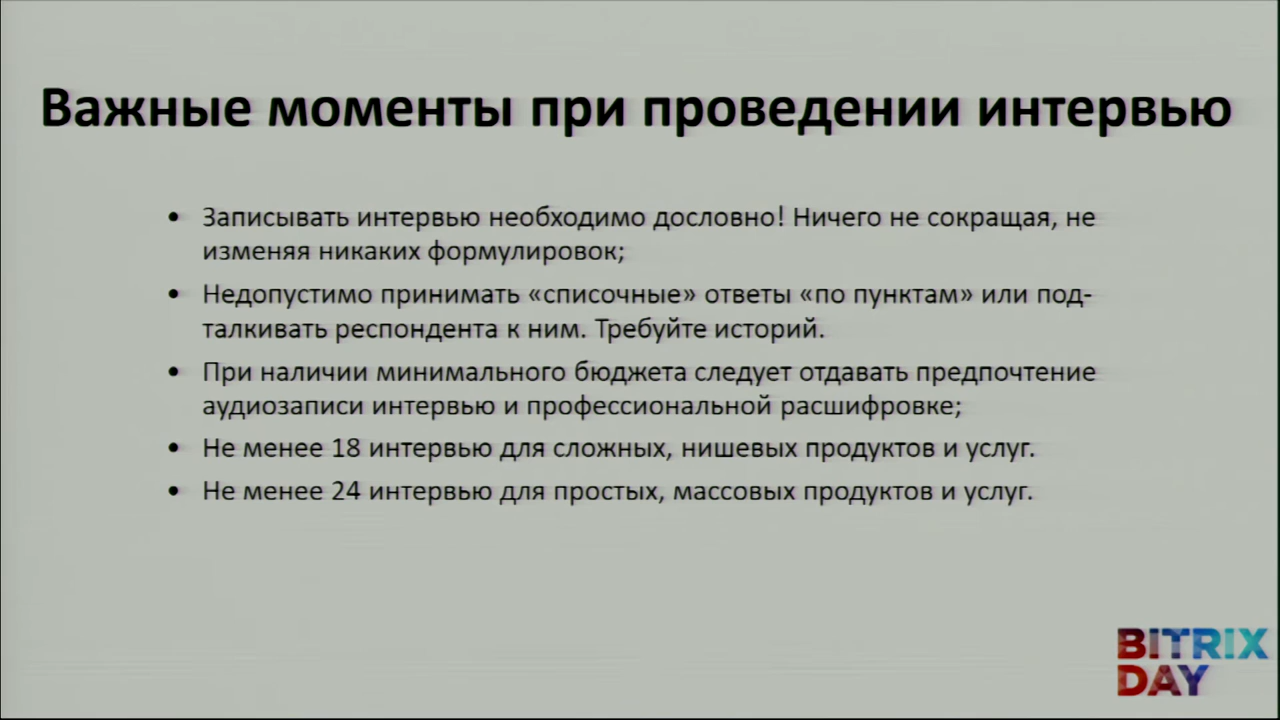 Важные моменты при проведении интервью
• Записывать интервью необходимо дословно! Ничего не сокращая, не
изменяя никаких формулировок;
• Недопустимо принимать «списочные» ответы «по пунктам» или под-
талкивать респондента к ним. Требуйте историй.
• При наличии минимального бюджета следует отдавать предпочтение
аудиозаписи интервью и профессиональной расшифровке;
• Не менее 18 интервью для сложных, нишевых продуктов и услуг.
• Не менее 24 интервью для простых, массовых продуктов и услуг.
BITRIX
DAY